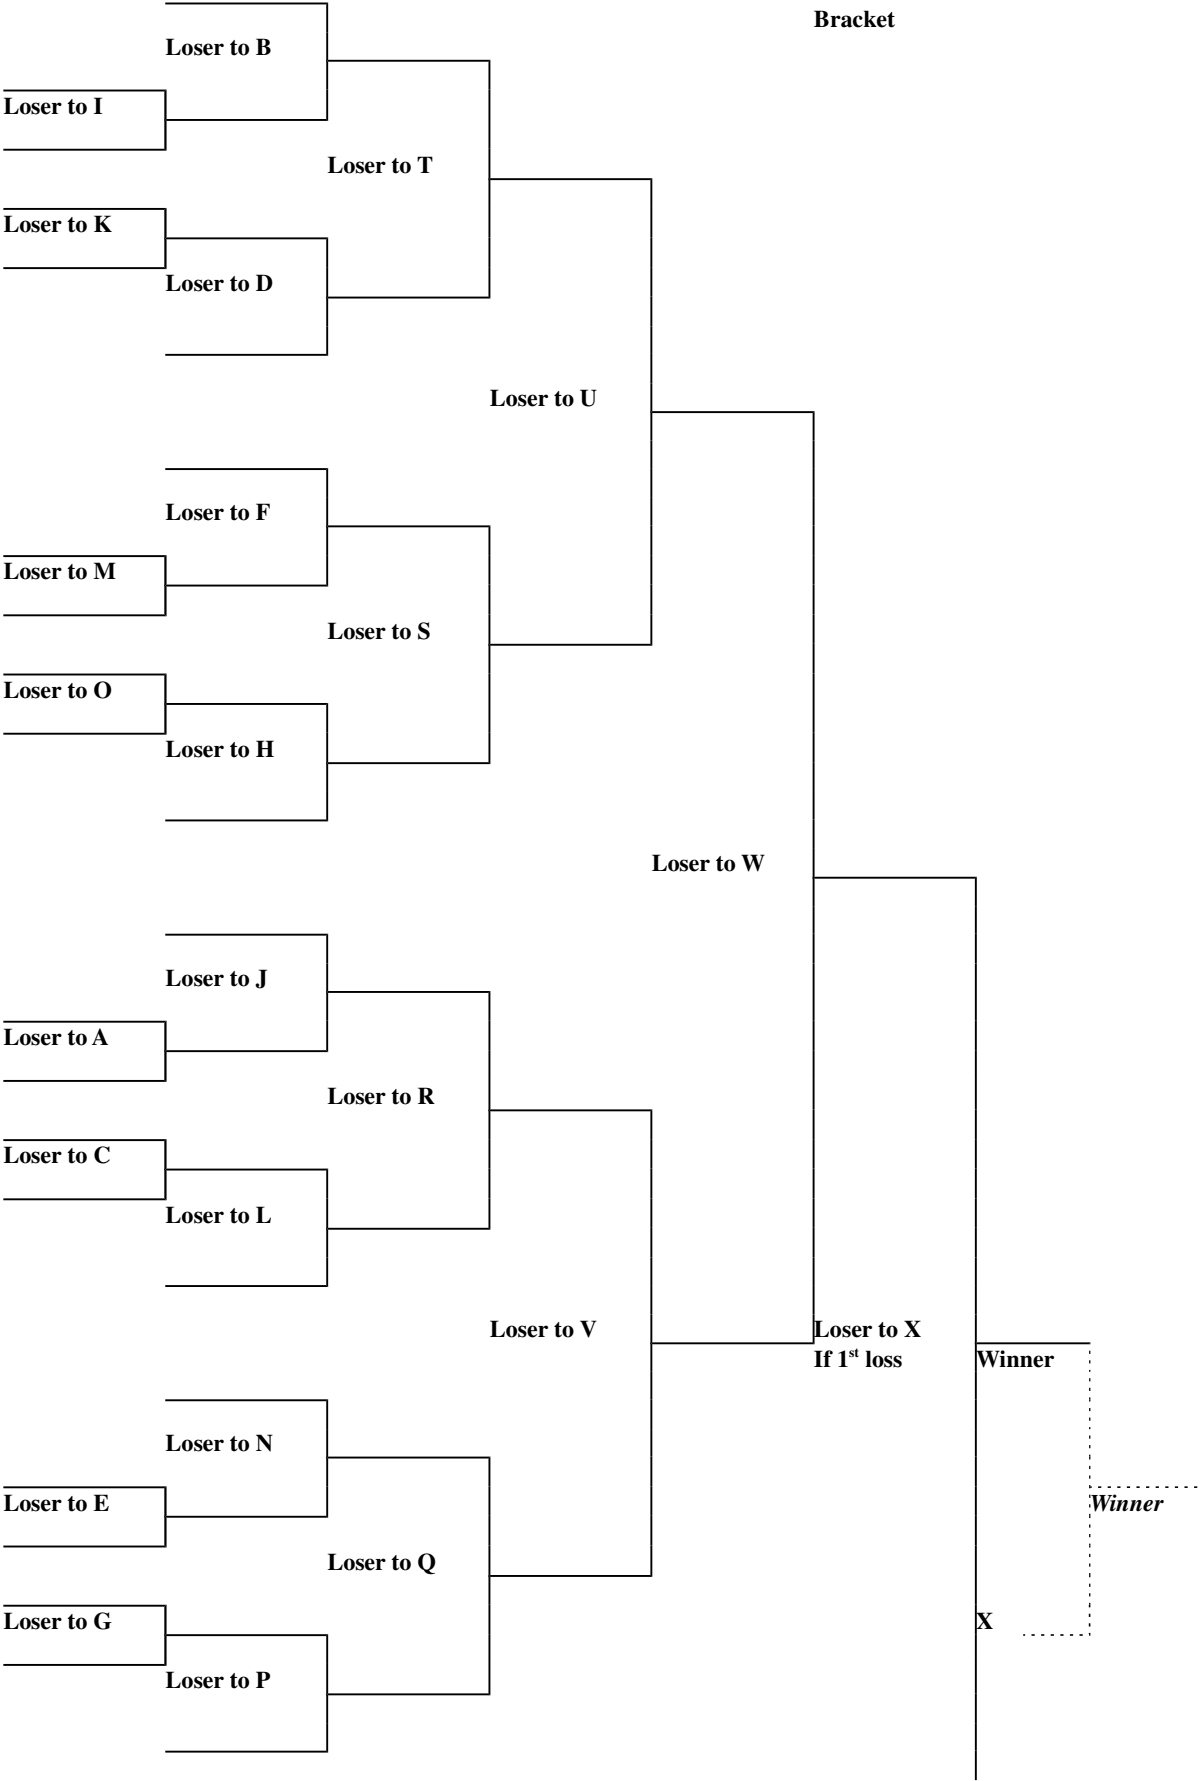 Bracket
Loser to B
Loser to I
Loser to T
Loser to K
Loser to D
Loser to U
Loser to F
Loser to M
Loser to S
Loser to O
Loser to H
Loser to W
Loser to J
Loser to A
Loser to R
Loser to C
Loser to L
Loser to V
Loser to X
If 1st loss
Winner
Loser to N
Loser to E
Winner
Loser to Q
Loser to G
X
Loser to P